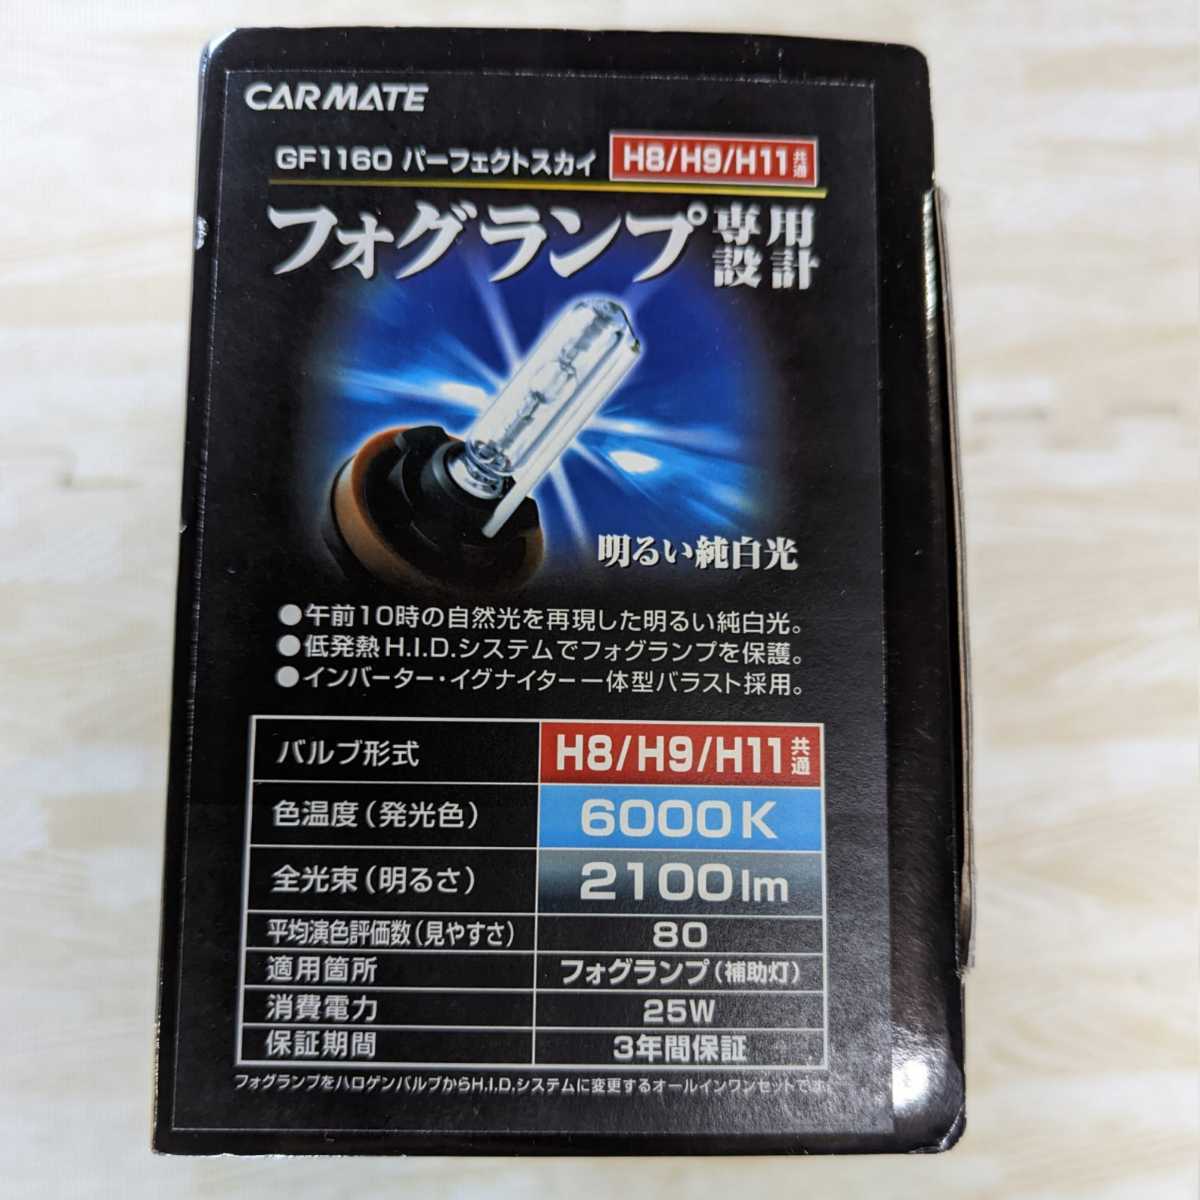 CARMATE
GF1160 パーフェクトスカイ H8/H9/H11共通
フォグランプ専用設計
明るい純白光
●午前10時の自然光を再現した明るい純白光。
●低発熱H.I.D.システムでフォグランプを保護。
●インバーター・イグナイター一体型バラスト採用。
バルブ形式 H8/H9/H11共通
色温度(発光色) 6000K
全光束(明るさ) 2100lm
平均演色評価数(見やすさ) 80
適用箇所 フォグランプ(補助灯)
消費電力 25W
保証期間 3年間保証
フォグランプをハロゲンバルブからH.I.D.システムに変更するオールインワンセットです。